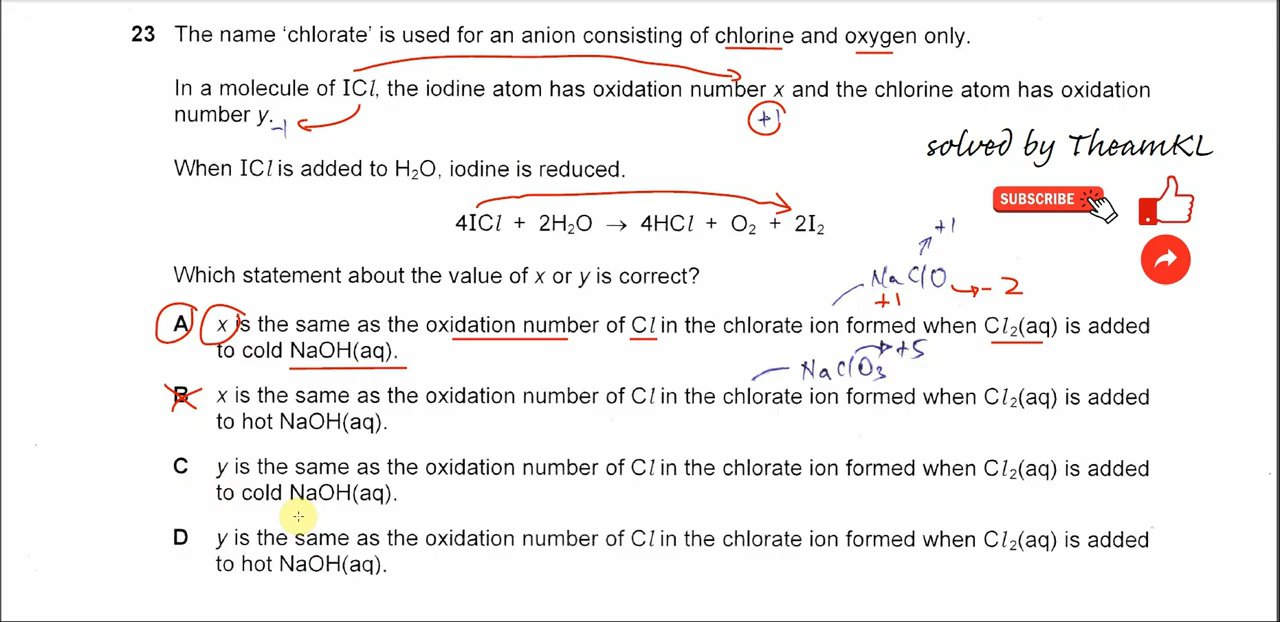 23 The name ‘chlorate’ is used for an anion consisting of chlorine and oxygen only.
In a molecule of ICl, the iodine atom has oxidation number x and the chlorine atom has oxidation
number y. -1
+1
solved by TheamKL
When ICl is added to H₂O, iodine is reduced.
SUBSCRIBE
4ICl + 2H₂O → 4HCl + O₂ + 2I₂
+1
Which statement about the value of x or y is correct?
NaClO -2
+1
A x is the same as the oxidation number of Cl in the chlorate ion formed when Cl₂(aq) is added
to cold NaOH(aq).
NaClO₃ +5
B x is the same as the oxidation number of Cl in the chlorate ion formed when Cl₂(aq) is added
to hot NaOH(aq).
C y is the same as the oxidation number of Cl in the chlorate ion formed when Cl₂(aq) is added
to cold NaOH(aq).
D y is the same as the oxidation number of Cl in the chlorate ion formed when Cl₂(aq) is added
to hot NaOH(aq).